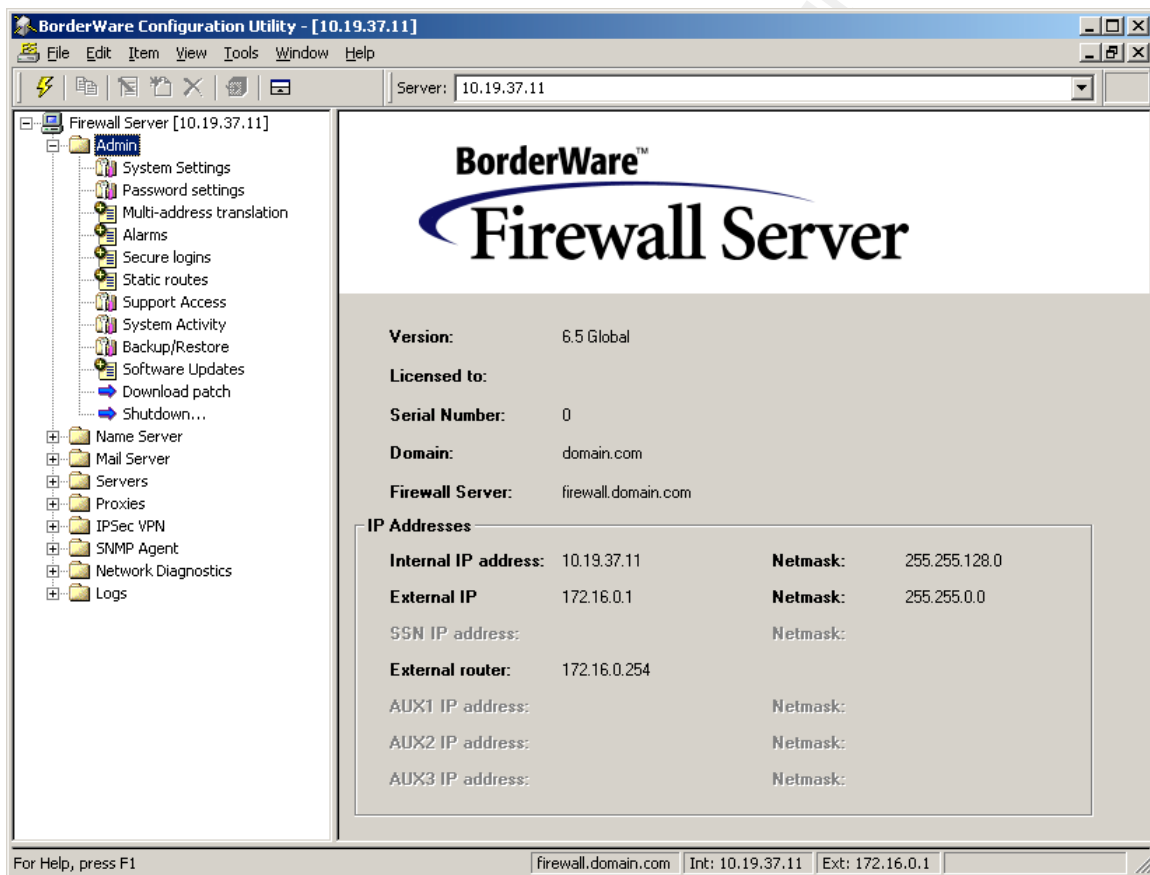 BorderWare Configuration Utility - [10.19.37.11]
File Edit Item View Tools Window Help
Server: 10.19.37.11
Firewall Server [10.19.37.11]
Admin
System Settings
Password settings
Multi-address translation
Alarms
Secure logins
Static routes
Support Access
System Activity
Backup/Restore
Software Updates
Download patch
Shutdown...
Name Server
Mail Server
Servers
Proxies
IPSec VPN
SNMP Agent
Network Diagnostics
Logs
BorderWare™
Firewall Server
Version: 6.5 Global
Licensed to:
Serial Number: 0
Domain: domain.com
Firewall Server: firewall.domain.com
IP Addresses
Internal IP address: 10.19.37.11 Netmask: 255.255.128.0
External IP 172.16.0.1 Netmask: 255.255.0.0
SSN IP address: Netmask:
External router: 172.16.0.254
AUX1 IP address: Netmask:
AUX2 IP address: Netmask:
AUX3 IP address: Netmask:
For Help, press F1 firewall.domain.com Int: 10.19.37.11 Ext: 172.16.0.1